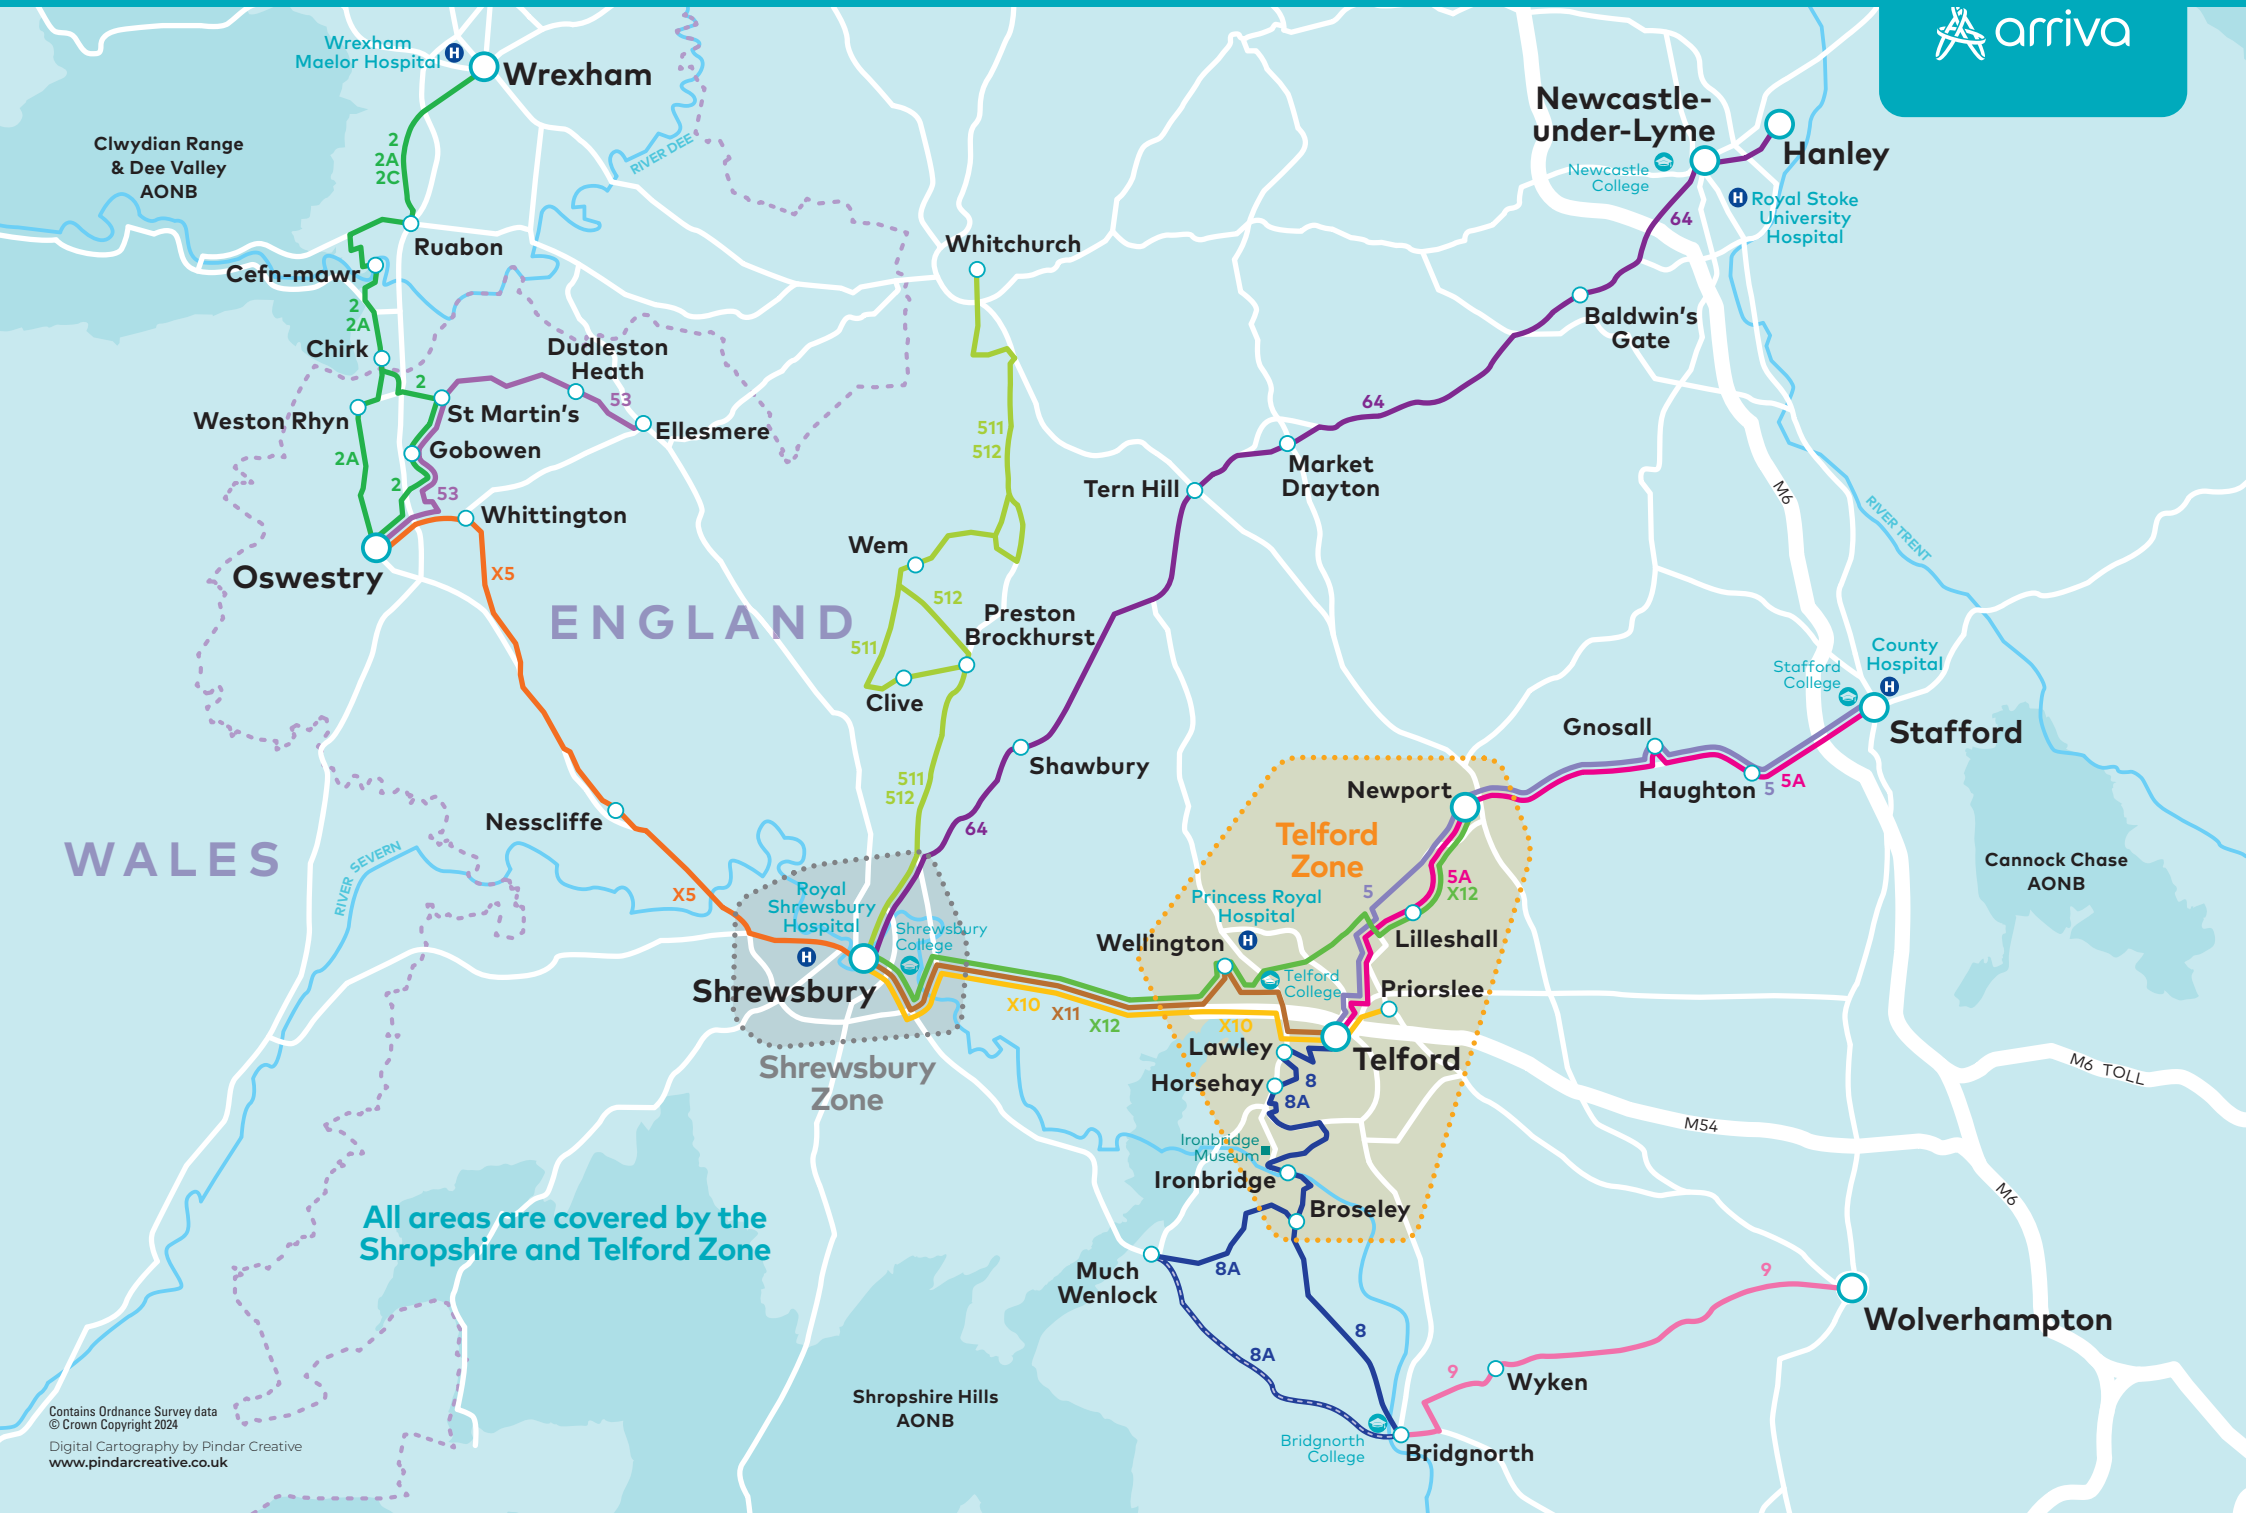 arriva
Wrexham
Maelor Hospital
H
Wrexham
Clwydian Range
& Dee Valley
AONB
2
2A
2C
RIVER DEE
Ruabon
Cefn-mawr
2
2A
Chirk
2
Weston Rhyn
St Martin's
Dudleston
Heath
53
Ellesmere
Gobowen
2A
2
53
Whittington
Oswestry
X5
ENGLAND
Whitchurch
511
512
Wem
512
Preston
Brockhurst
511
Clive
511
512
Newcastle-
under-Lyme
Hanley
Newcastle
College
H
Royal Stoke
University
Hospital
64
Baldwin's
Gate
64
Market
Drayton
Tern Hill
M6
RIVER TRENT
Shawbury
64
County
Hospital
H
Stafford
College
Stafford
Gnosall
Haughton
5
5A
Newport
Telford
Zone
Cannock Chase
AONB
WALES
RIVER SEVERN
Nesscliffe
X5
Royal
Shrewsbury
Hospital
H
Shrewsbury
College
Shrewsbury
Shrewsbury
Zone
X10
X11
X12
Princess Royal
Hospital
H
5
5A
X12
Wellington
Lilleshall
Telford
College
Priorslee
X10
Lawley
Telford
Horsehay
8
8A
Ironbridge
Museum
Ironbridge
Broseley
M54
M6 TOLL
M6
All areas are covered by the
Shropshire and Telford Zone
Much
Wenlock
8A
8
8A
9
Wolverhampton
9
Wyken
Shropshire Hills
AONB
Bridgnorth
College
Bridgnorth
Contains Ordnance Survey data
© Crown Copyright 2024
Digital Cartography by Pindar Creative
www.pindarcreative.co.uk